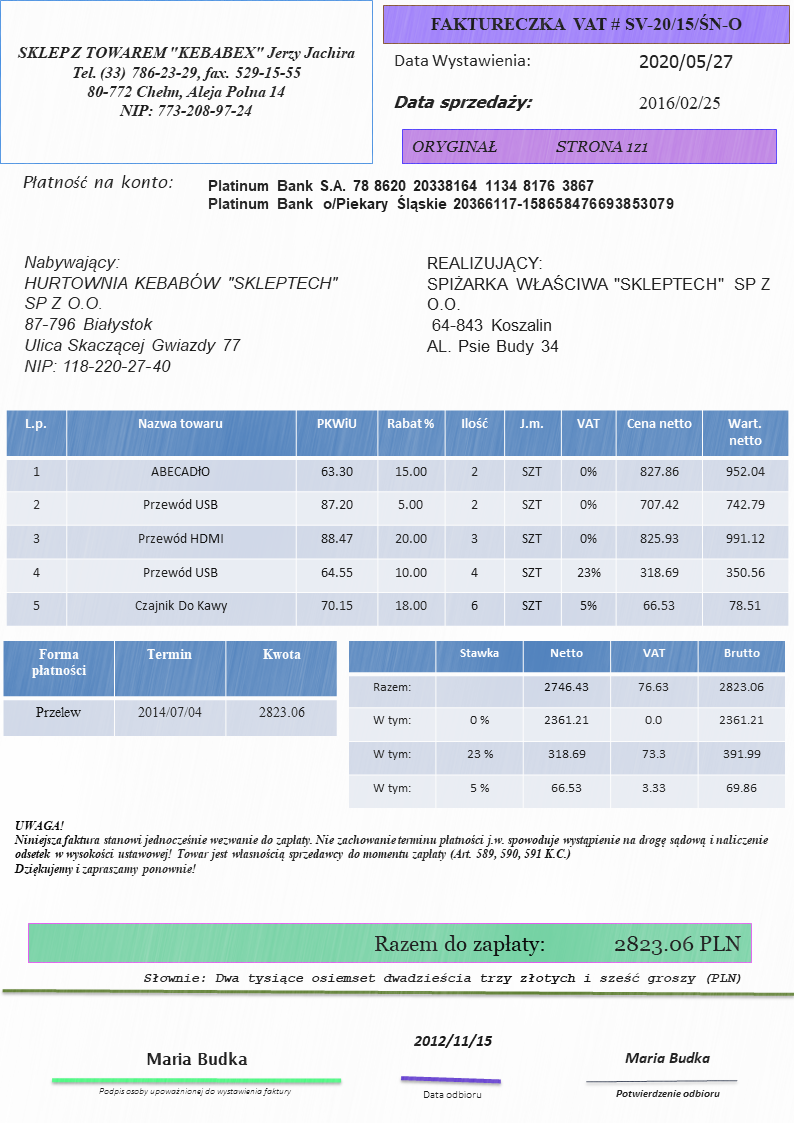 SKLEP Z TOWAREM "KEBABEX" Jerzy Jachira
Tel. (33) 786-23-29, fax. 529-15-55
80-772 Chełm, Aleja Polna 14
NIP: 773-208-97-24
FAKTURECZKA VAT # SV-20/15/ŚN-O
Data Wystawienia: 2020/05/27
Data sprzedaży: 2016/02/25
ORYGINAŁ STRONA 1z1
Płatność na konto: Platinum Bank S.A. 78 8620 20338164 1134 8176 3867
Platinum Bank o/Piekary Śląskie 20366117-158658476693853079
Nabywający:
HURTOWNIA KEBABÓW "SKLEPTECH"
SP Z O.O.
87-796 Białystok
Ulica Skaczącej Gwiazdy 77
NIP: 118-220-27-40
REALIZUJĄCY:
SPIŻARKA WŁAŚCIWA "SKLEPTECH" SP Z
O.O.
64-843 Koszalin
AL. Psie Budy 34
L.p. Nazwa towaru PKWiU Rabat % Ilość J.m. VAT Cena netto Wart.
netto
1 ABECADłO 63.30 15.00 2 SZT 0% 827.86 952.04
2 Przewód USB 87.20 5.00 2 SZT 0% 707.42 742.79
3 Przewód HDMI 88.47 20.00 3 SZT 0% 825.93 991.12
4 Przewód USB 64.55 10.00 4 SZT 23% 318.69 350.56
5 Czajnik Do Kawy 70.15 18.00 6 SZT 5% 66.53 78.51
Forma
płatności Termin Kwota
Przelew 2014/07/04 2823.06
Stawka Netto VAT Brutto
Razem: 2746.43 76.63 2823.06
W tym: 0 % 2361.21 0.0 2361.21
W tym: 23 % 318.69 73.3 391.99
W tym: 5 % 66.53 3.33 69.86
UWAGA!
Niniejsza faktura stanowi jednocześnie wezwanie do zapłaty. Nie zachowanie terminu płatności j.w. spowoduje wystąpienie na drogę sądową i naliczenie
odsetek w wysokości ustawowej! Towar jest własnością sprzedawcy do momentu zapłaty (Art. 589, 590, 591 K.C.)
Dziękujemy i zapraszamy ponownie!
Razem do zapłaty: 2823.06 PLN
Słownie: Dwa tysiące osiemset dwadzieścia trzy złotych i sześć groszy (PLN)
Maria Budka
Podpis osoby upoważnionej do wystawienia faktury
2012/11/15
Data odbioru
Maria Budka
Potwierdzenie odbioru